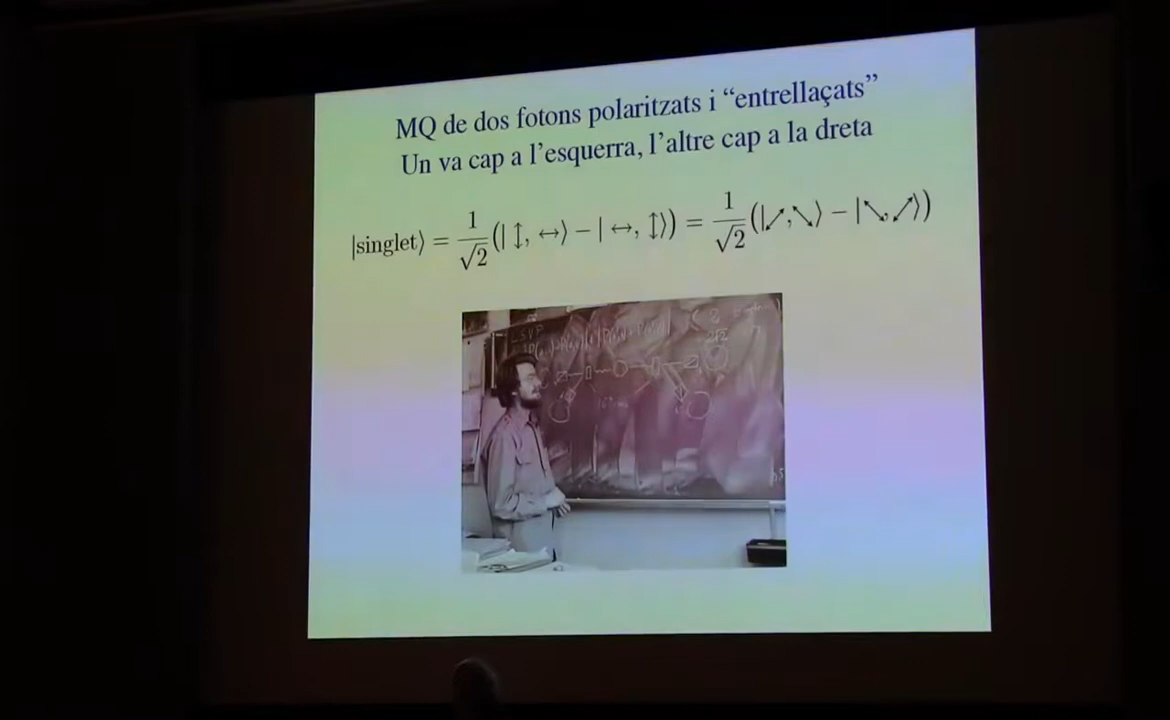 MQ de dos fotons polaritzats i “entrellaçats”
Un va cap a l’esquerra, l’altre cap a la dreta
|singlet⟩ = 1/√2 (| ↕, ↔⟩ − | ↔, ↕⟩) = 1/√2 (|⤢, ⤡⟩ − |⤡, ⤢⟩)